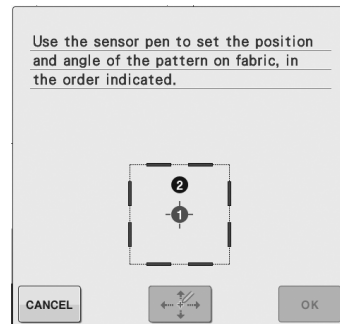 Use the sensor pen to set the position
and angle of the pattern on fabric, in
the order indicated.
2
1
CANCEL
OK